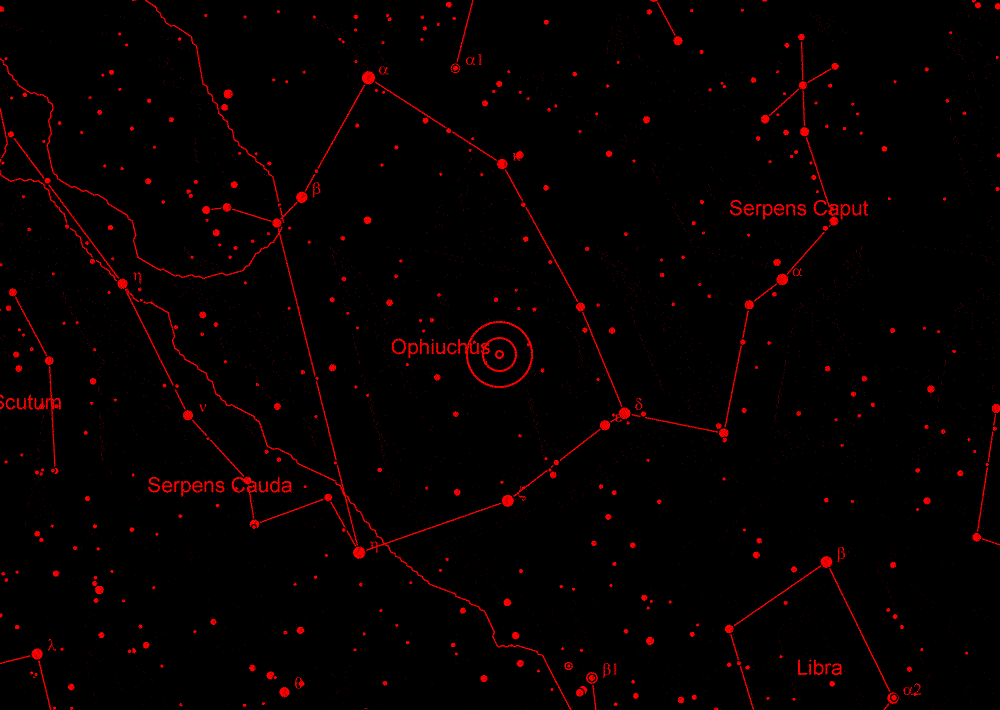 α1
α
κ
β
Serpens Caput
α
η
Ophiuchus
Scutum
δ
ε
ν
Serpens Cauda
ζ
η
β
λ
Libra
β1
θ
α2